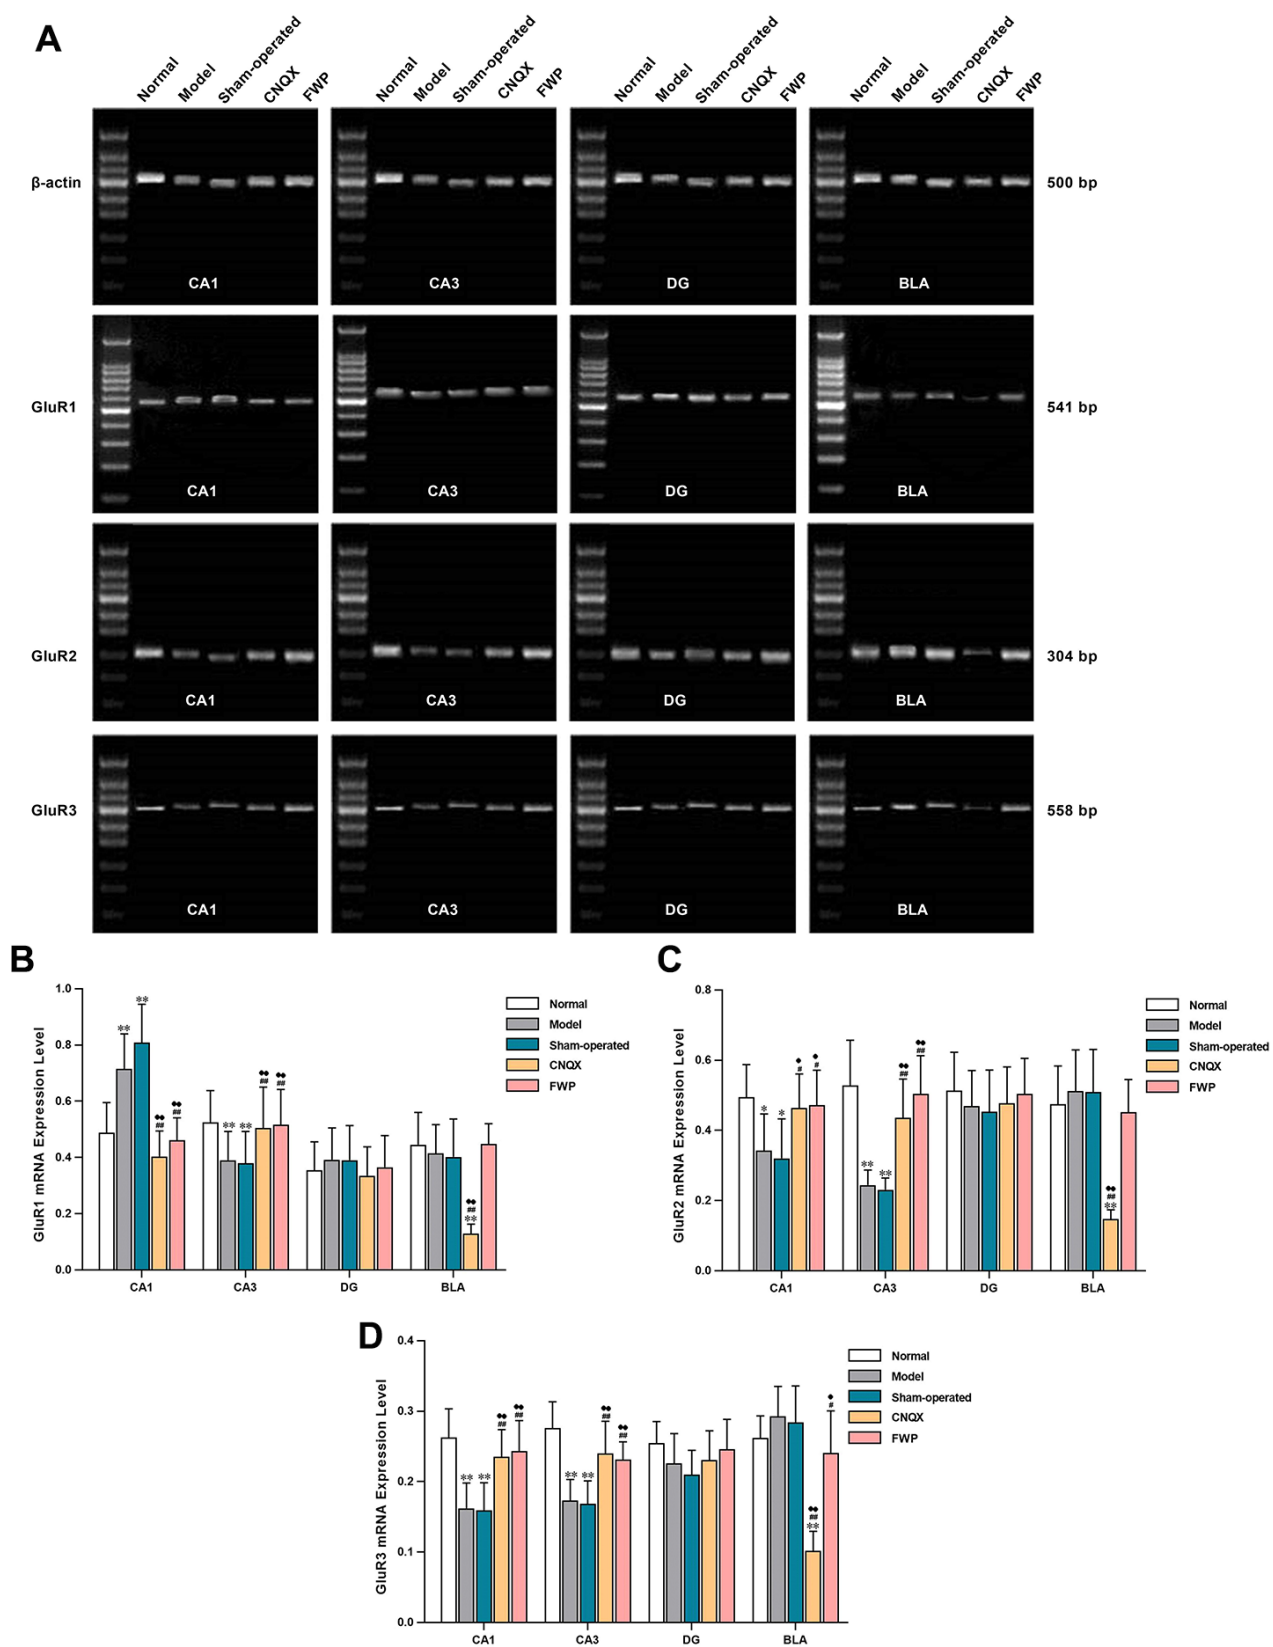 A
Normal Model Sham-operated CNQX FWP Normal Model Sham-operated CNQX FWP Normal Model Sham-operated CNQX FWP Normal Model Sham-operated CNQX FWP
β-actin CA1 CA3 DG BLA 500 bp
GluR1 CA1 CA3 DG BLA 541 bp
GluR2 CA1 CA3 DG BLA 304 bp
GluR3 CA1 CA3 DG BLA 558 bp
B
GluR1 mRNA Expression Level
1.0
0.8
0.6
0.4
0.2
0.0
CA1 CA3 DG BLA
Normal
Model
Sham-operated
CNQX
FWP
** ** ♦♦ ## ♦♦ ## ** ** ♦♦ ## ♦♦ ## ♦♦ ## **
C
GluR2 mRNA Expression Level
0.8
0.6
0.4
0.2
0.0
CA1 CA3 DG BLA
Normal
Model
Sham-operated
CNQX
FWP
* * ♦ # ♦ # ** ** ♦♦ ## ♦♦ ## ♦♦ ## **
D
GluR3 mRNA Expression Level
0.4
0.3
0.2
0.1
0.0
CA1 CA3 DG BLA
Normal
Model
Sham-operated
CNQX
FWP
** ** ♦♦ ## ♦♦ ## ** ** ♦♦ ## ♦♦ ## ♦♦ ## ** ♦ #